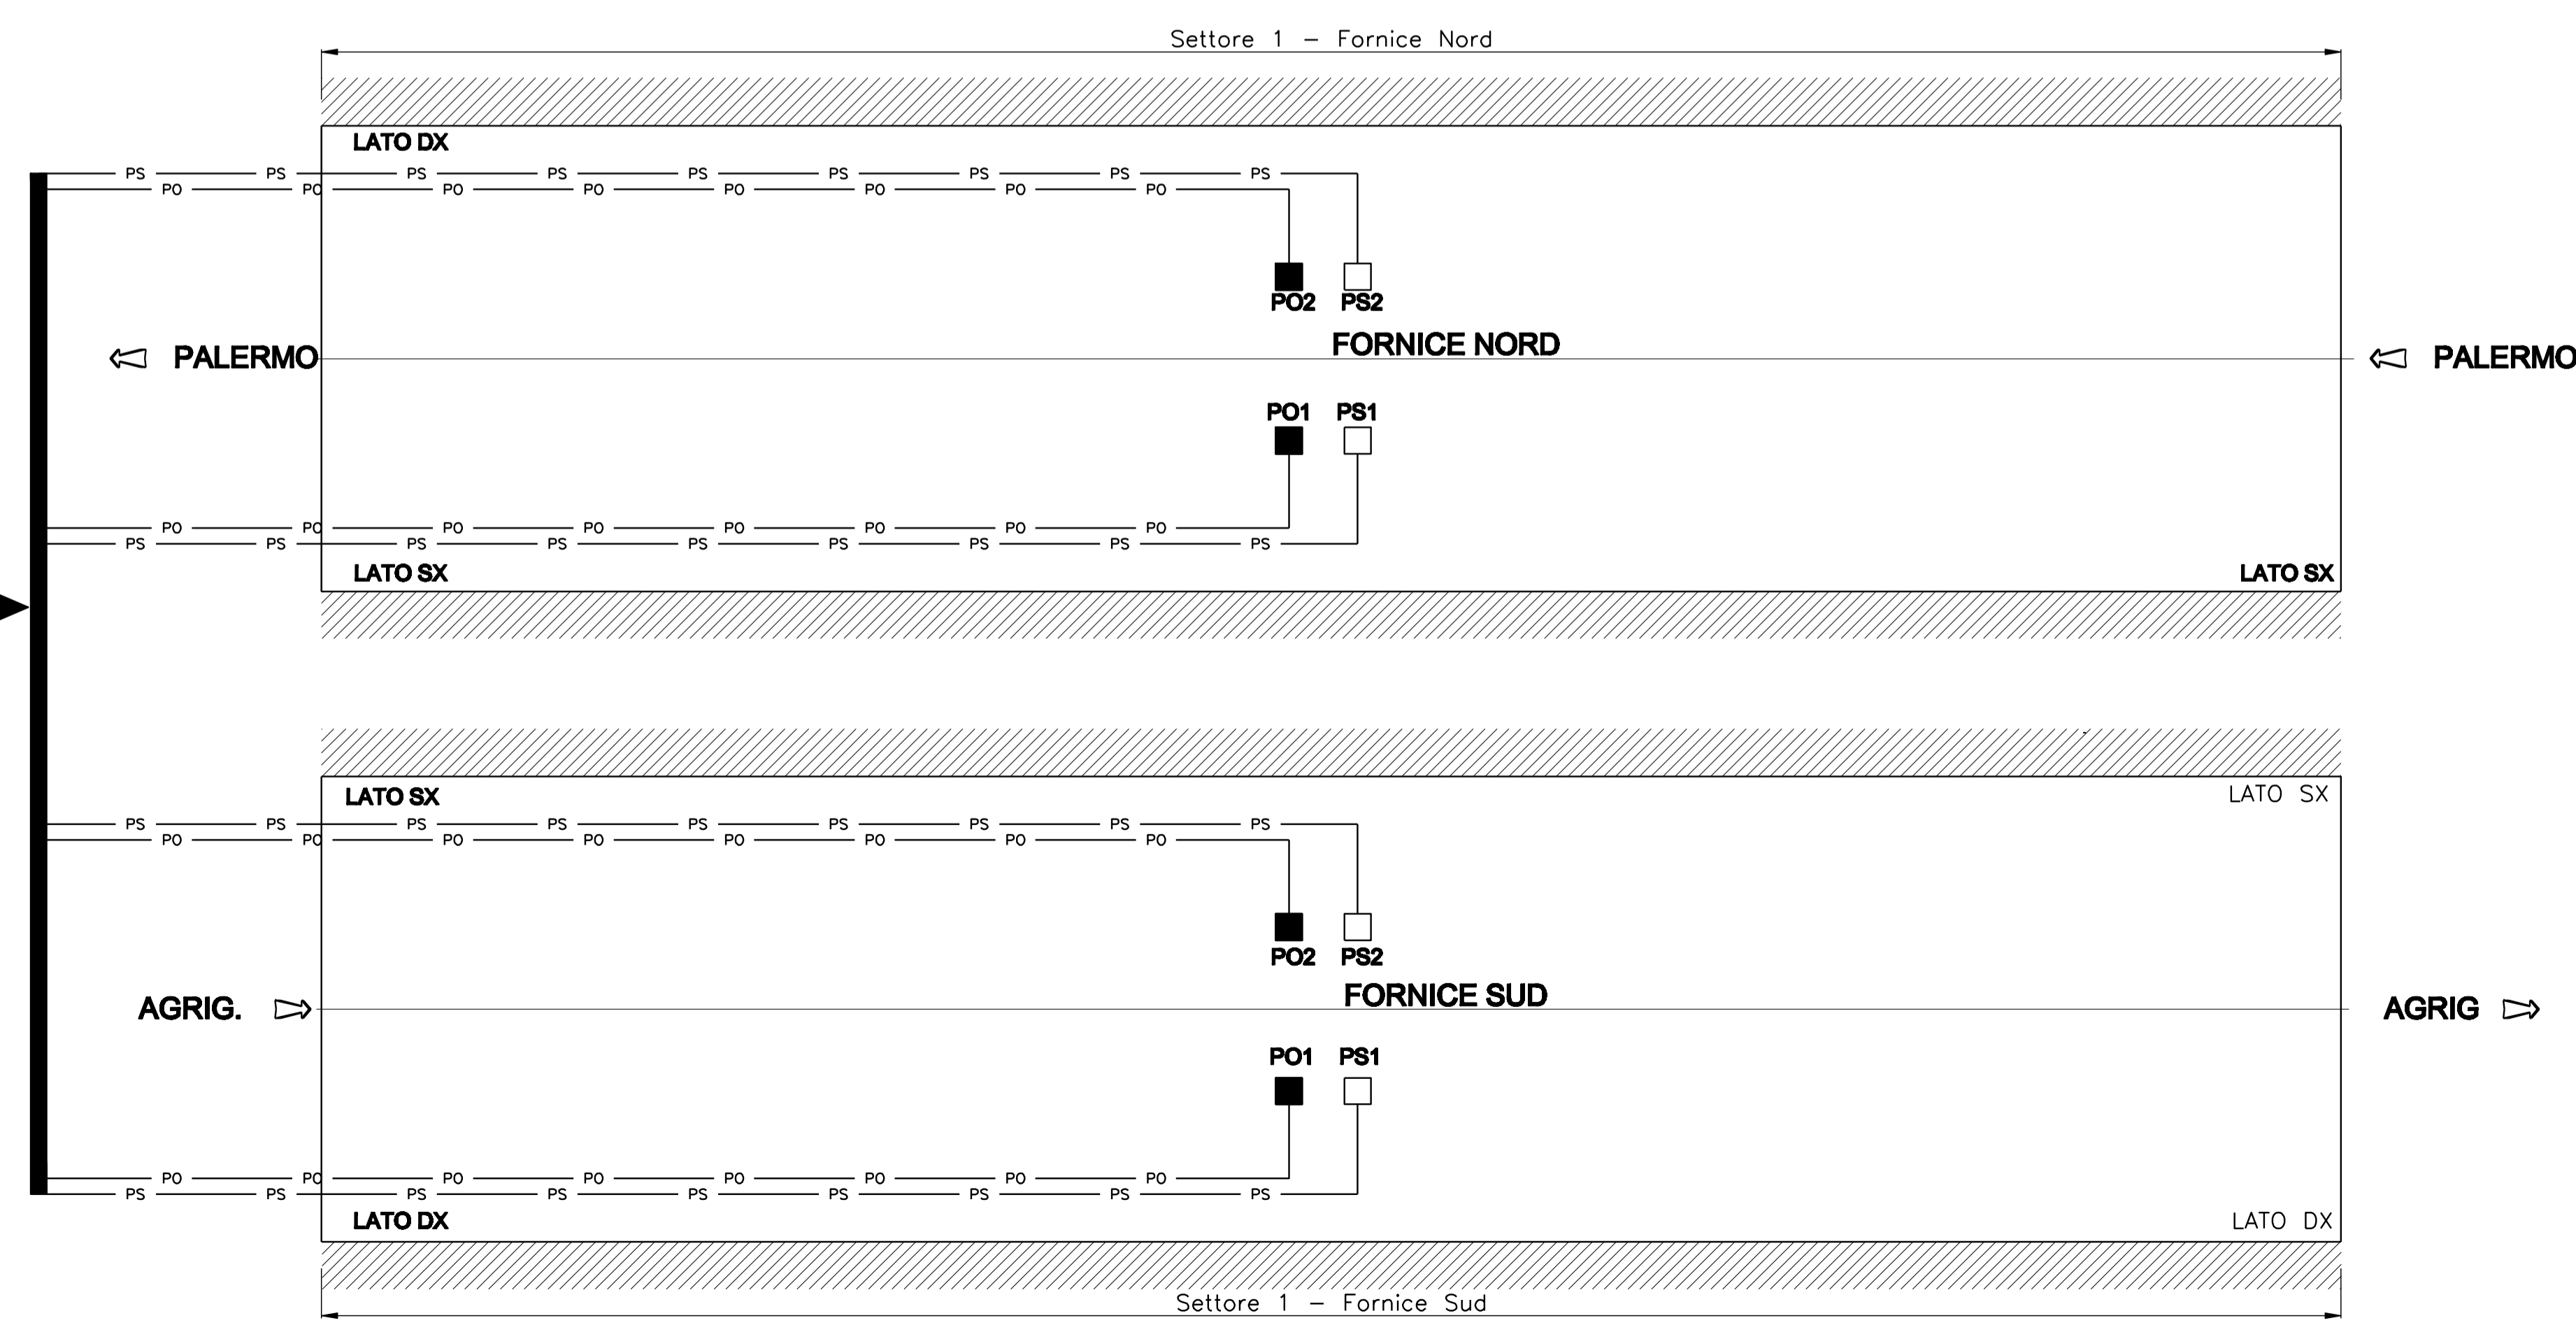 Settore 1 – Fornice Nord
LATO DX
PS PS PS PS PS PS PS PS PS
PO PO PO PO PO PO PO PO
PO2 PS2
FORNICE NORD
PALERMO PALERMO
PO1 PS1
PO PO PO PO PO PO PO PO
PS PS PS PS PS PS PS PS PS
LATO SX LATO SX
LATO SX LATO SX
PS PS PS PS PS PS PS PS PS
PO PO PO PO PO PO PO PO
PO2 PS2
FORNICE SUD
AGRIG. AGRIG
PO1 PS1
PO PO PO PO PO PO PO PO
PS PS PS PS PS PS PS PS PS
LATO DX LATO DX
Settore 1 – Fornice Sud